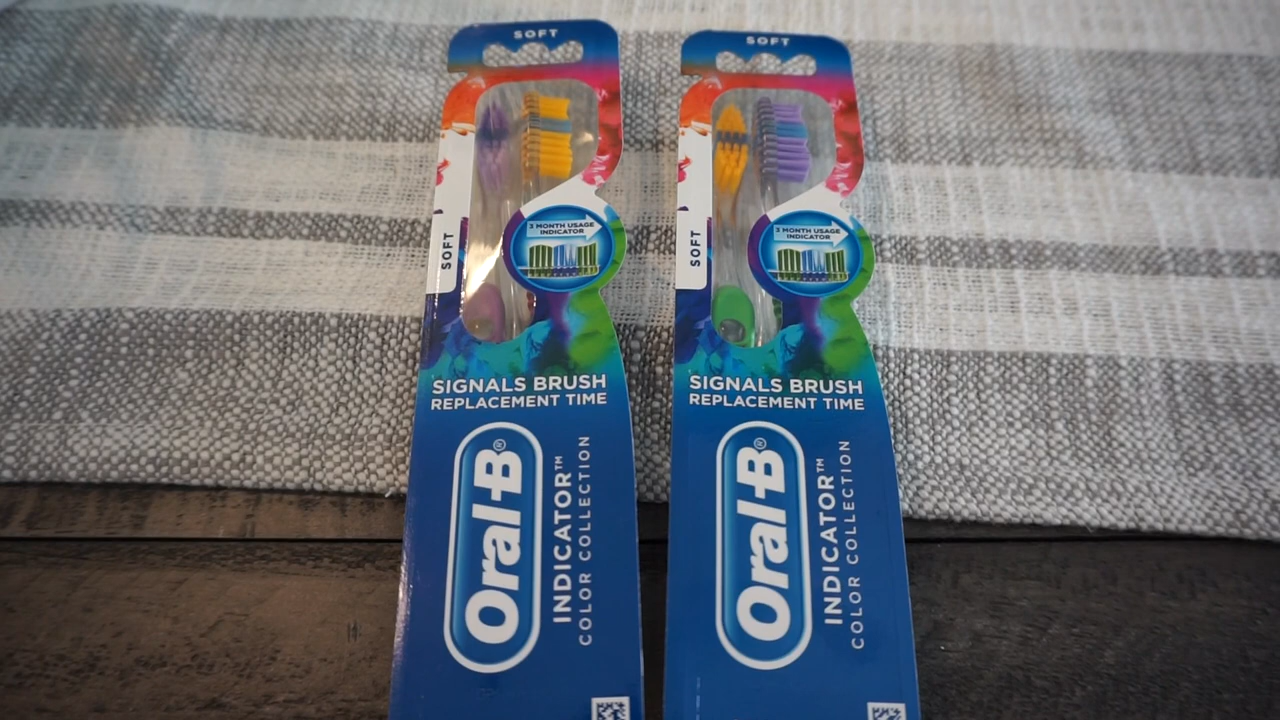 SOFT
SOFT
3 MONTH USAGE
INDICATOR
SIGNALS BRUSH
REPLACEMENT TIME
Oral-B®
INDICATOR™
COLOR COLLECTION
SOFT
SOFT
3 MONTH USAGE
INDICATOR
SIGNALS BRUSH
REPLACEMENT TIME
Oral-B®
INDICATOR™
COLOR COLLECTION